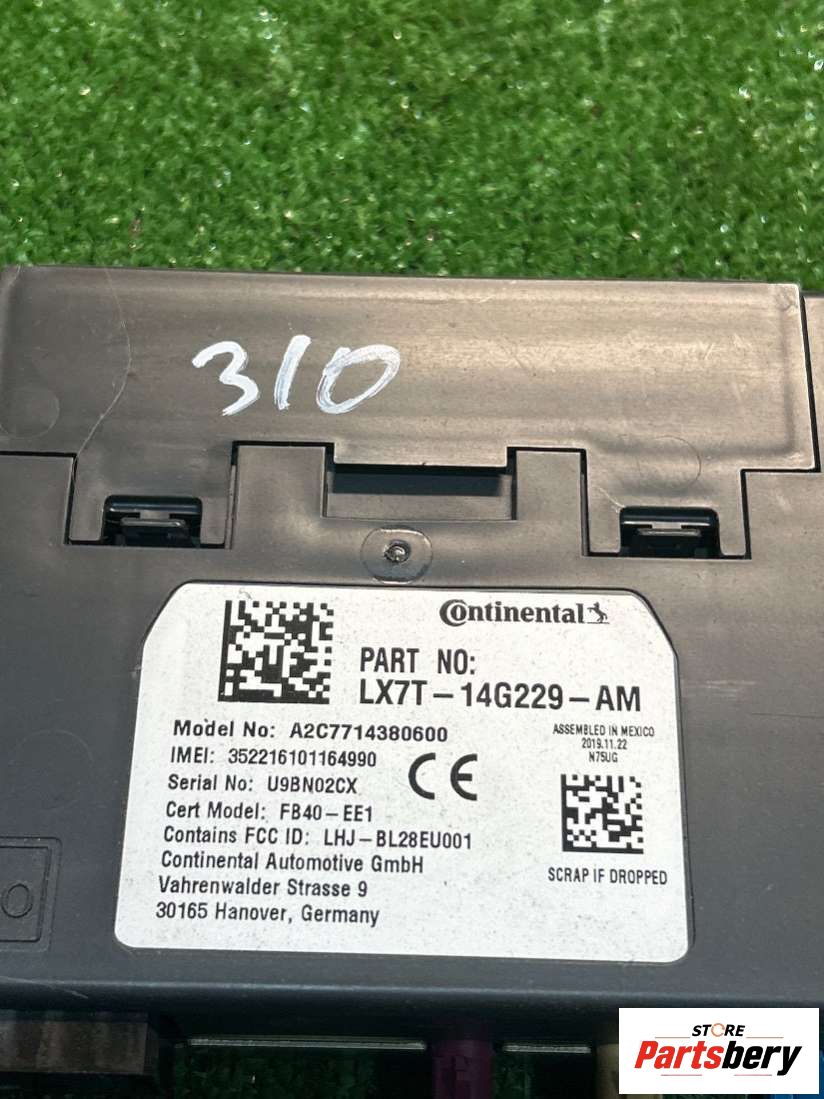 310
Continental
PART NO:
LX7T-14G229-AM
Model No: A2C7714380600
ASSEMBLED IN MEXICO
2019.11.22
N75UG
IMEI: 352216101164990
CE
Serial No: U9BN02CX
Cert Model: FB40-EE1
Contains FCC ID: LHJ-BL28EU001
Continental Automotive GmbH
Vahrenwalder Strasse 9
30165 Hanover, Germany
SCRAP IF DROPPED
STORE
Partsbery